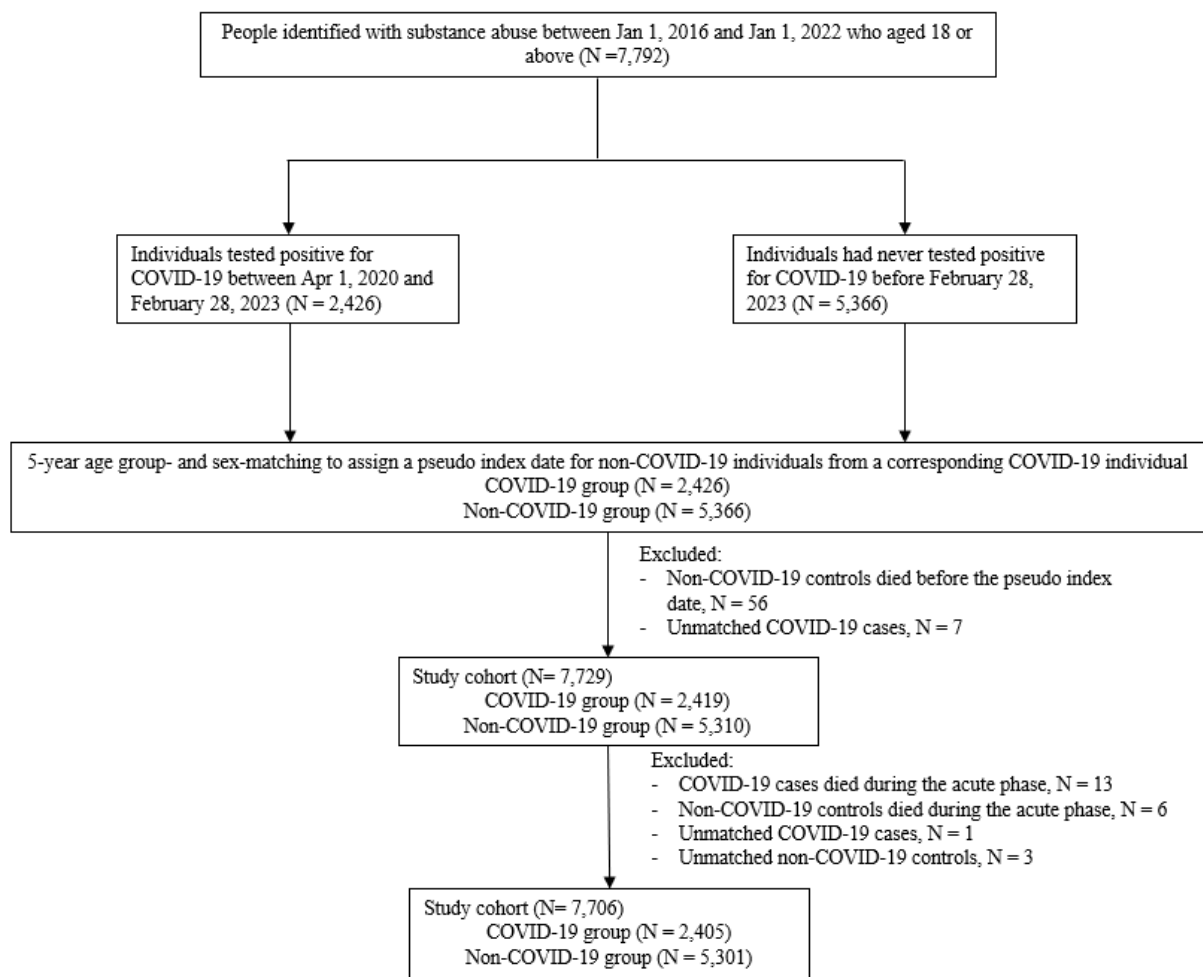 People identified with substance abuse between Jan 1, 2016 and Jan 1, 2022 who aged 18 or
above (N =7,792)
Individuals tested positive for
COVID-19 between Apr 1, 2020 and
February 28, 2023 (N = 2,426)
Individuals had never tested positive
for COVID-19 before February 28,
2023 (N = 5,366)
5-year age group- and sex-matching to assign a pseudo index date for non-COVID-19 individuals from a corresponding COVID-19 individual
COVID-19 group (N = 2,426)
Non-COVID-19 group (N = 5,366)
Excluded:
- Non-COVID-19 controls died before the pseudo index
date, N = 56
- Unmatched COVID-19 cases, N = 7
Study cohort (N= 7,729)
COVID-19 group (N = 2,419)
Non-COVID-19 group (N = 5,310)
Excluded:
- COVID-19 cases died during the acute phase, N = 13
- Non-COVID-19 controls died during the acute phase, N = 6
- Unmatched COVID-19 cases, N = 1
- Unmatched non-COVID-19 controls, N = 3
Study cohort (N= 7,706)
COVID-19 group (N = 2,405)
Non-COVID-19 group (N = 5,301)